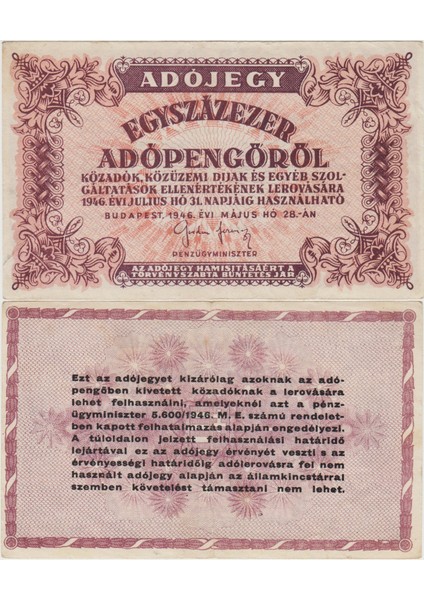 ADÓJEGY
EGYSZÁZEZER
ADÓPENGŐRŐL
KÖZADÓK, KÖZÜZEMI DIJAK ÉS EGYÉB SZOL-
GÁLTATÁSOK ELLENÉRTÉKÉNEK LEROVÁSÁRA
1946. ÉVI JULIUS HÓ 31. NAPJÁIG HASZNÁLHATÓ
BUDAPEST, 1946. ÉVI MÁJUS HÓ 28.-ÁN
PENZÜGYMINISZTER
AZ ADÓJEGY HAMISITÁSAÉRT A
TÖRVÉNYSZABTA BÜNTETÉS JÁR
Ezt az adójegyet kizárólag azoknak az adó-
pengőben kivetett közadóknak a lerovására
lehet felhasználni, amelyeknél azt a pénz-
ügyminiszter 5.600/1946. M. E. számú rendelet-
ben kapott felhatalmazás alapján engedélyezi.
A túloldalon jelzett felhasználási határidő
lejártával ez az adójegy érvényét veszti s az
érvényességi határidőig adólerovásra fel nem
használt adójegy alapján az államkincstárral
szemben követelést támasztani nem lehet.